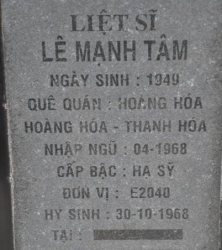 LIỆT SĨ
LÊ MẠNH TÂM
NGÀY SINH : 1949
QUÊ QUÁN : HOẰNG HÓA
HOẰNG HÓA - THANH HÓA
NHẬP NGŨ : 04-1968
CẤP BẬC : HẠ SỸ
ĐƠN VỊ : E2040
HY SINH : 30-10-1968
TẠI :